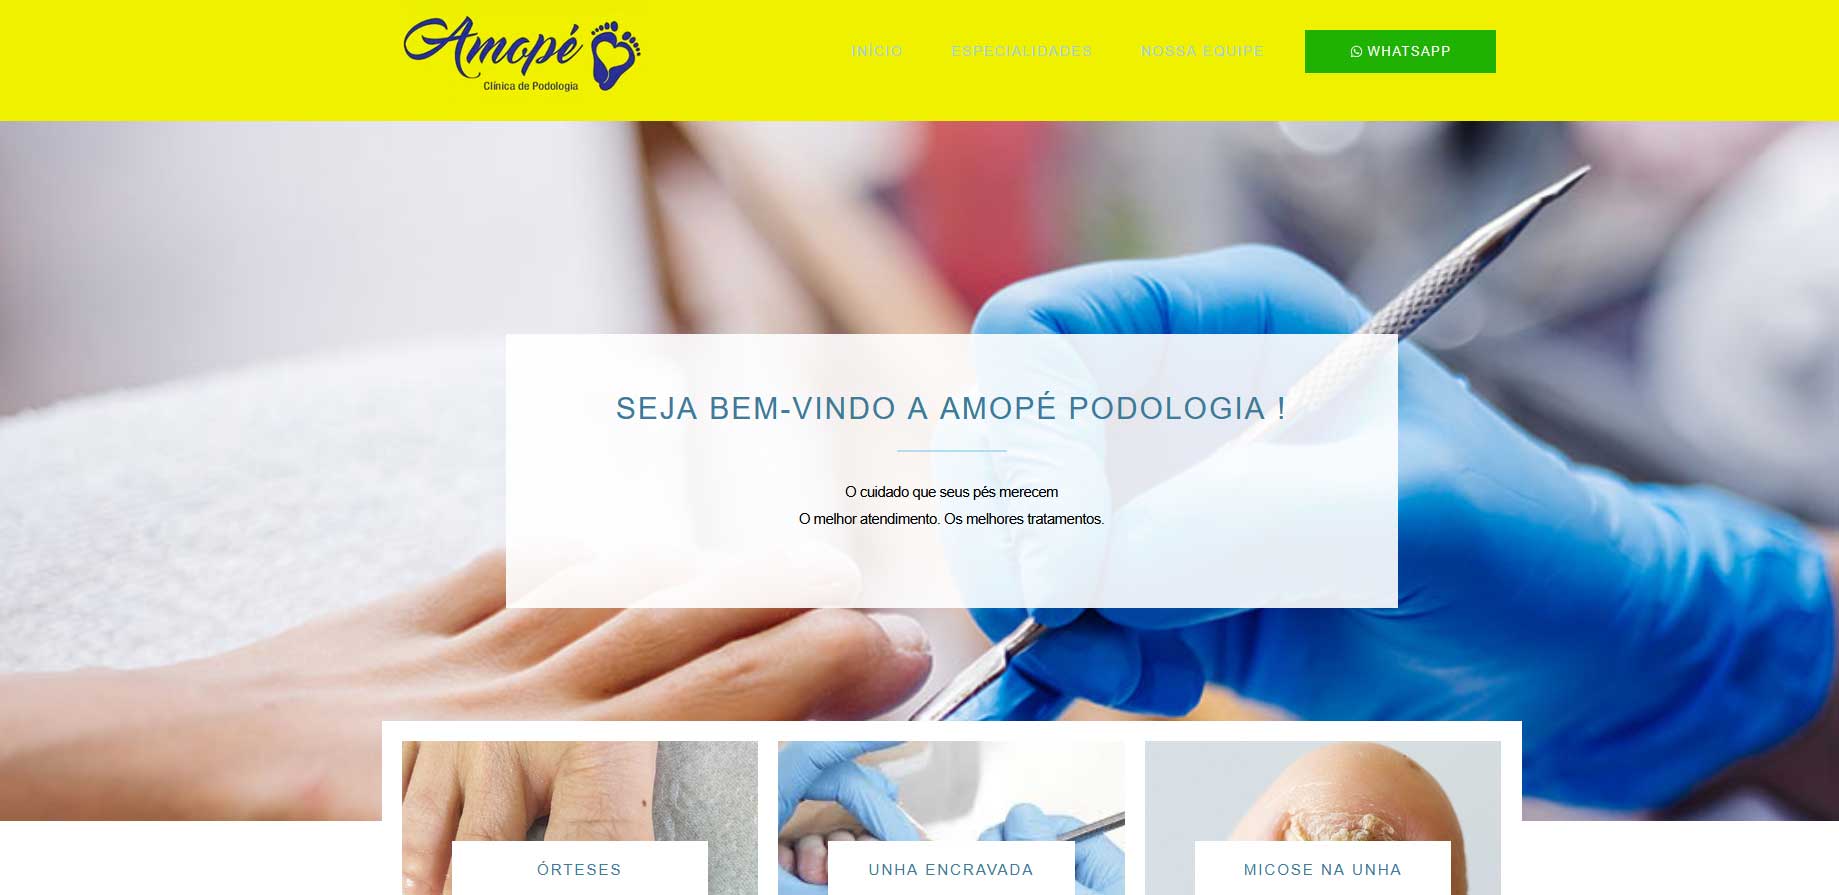 Amopé
Clínica de Podologia
INÍCIO
ESPECIALIDADES
NOSSA EQUIPE
WHATSAPP
SEJA BEM-VINDO A AMOPÉ PODOLOGIA !
O cuidado que seus pés merecem
O melhor atendimento. Os melhores tratamentos.
ÓRTESES
UNHA ENCRAVADA
MICOSE NA UNHA